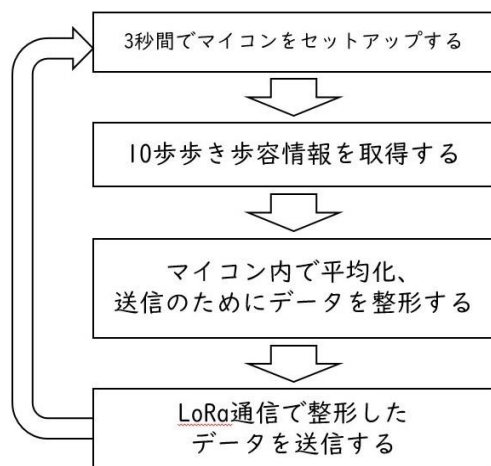 3秒間でマイコンをセットアップする
10歩歩き歩容情報を取得する
マイコン内で平均化、
送信のためにデータを整形する
LoRa通信で整形した
データを送信する